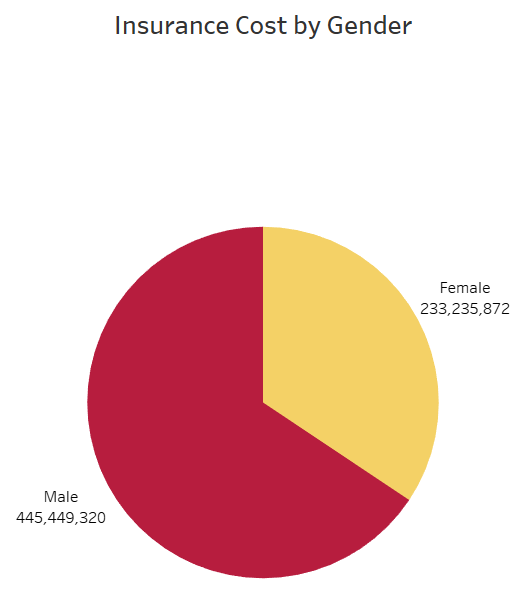 Insurance Cost by Gender
Female
233,235,872
Male
445,449,320